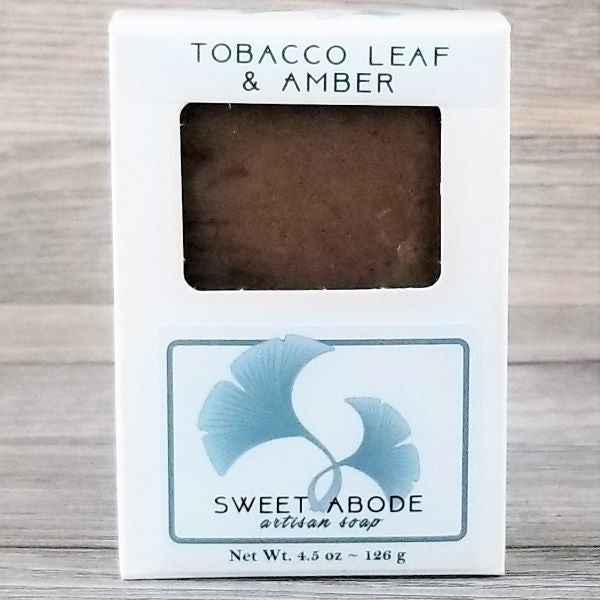 TOBACCO LEAF
& AMBER
SWEET ABODE
artisan soap
Net Wt. 4.5 oz ~ 126 g